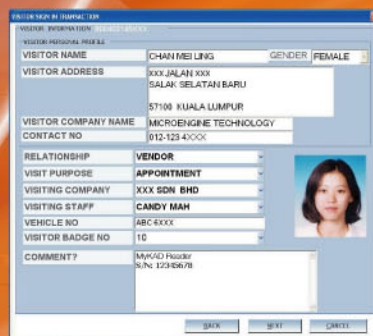 VISITOR SIGN IN TRANSACTION
VISITOR INFORMATION
VISITOR PERSONAL PROFILE
VISITOR NAME CHAN MEI LING GENDER FEMALE
VISITOR ADDRESS XXX JALAN XXX
SALAK SELATAN BARU
57100 KUALA LUMPUR
VISITOR COMPANY NAME MICROENGINE TECHNOLOGY
CONTACT NO 012-123 4XXX
RELATIONSHIP VENDOR
VISIT PURPOSE APPOINTMENT
VISITING COMPANY XXX SDN BHD
VISITING STAFF CANDY MAH
VEHICLE NO ABC 6XXX
VISITOR BADGE NO 10
COMMENT? MyKAD Reader
S/N: 12345678
BACK NEXT CANCEL